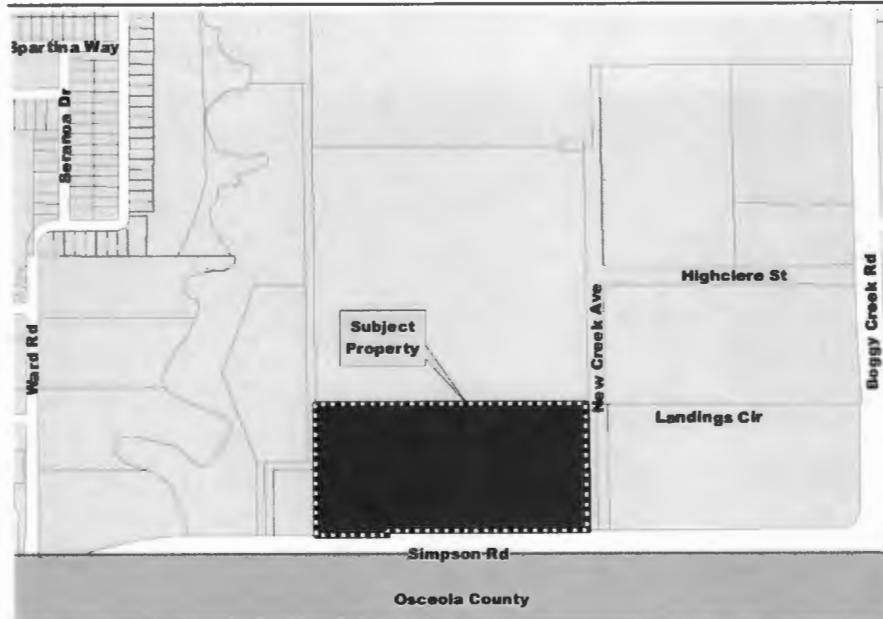 Spartina Way
Beranoa Dr
Ward Rd
Subject
Property
New Creek Ave
Highclere St
Boggy Creek Rd
Landings Cir
Simpson Rd
Osceola County